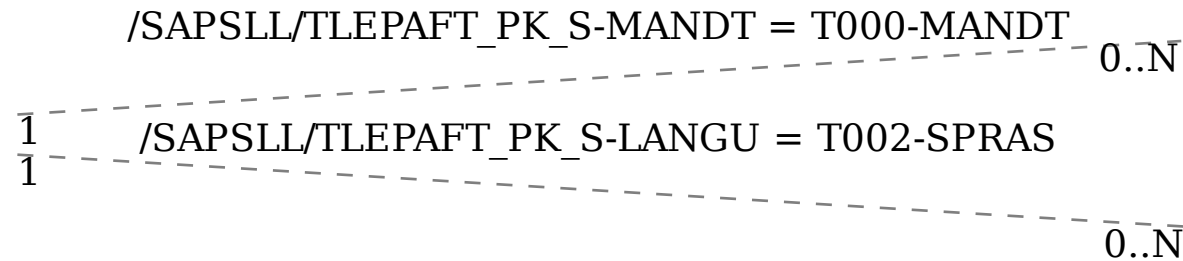 /SAPSLL/TLEPAFT_PK_S-MANDT = T000-MANDT
0..N
1
/SAPSLL/TLEPAFT_PK_S-LANGU = T002-SPRAS
1
0..N